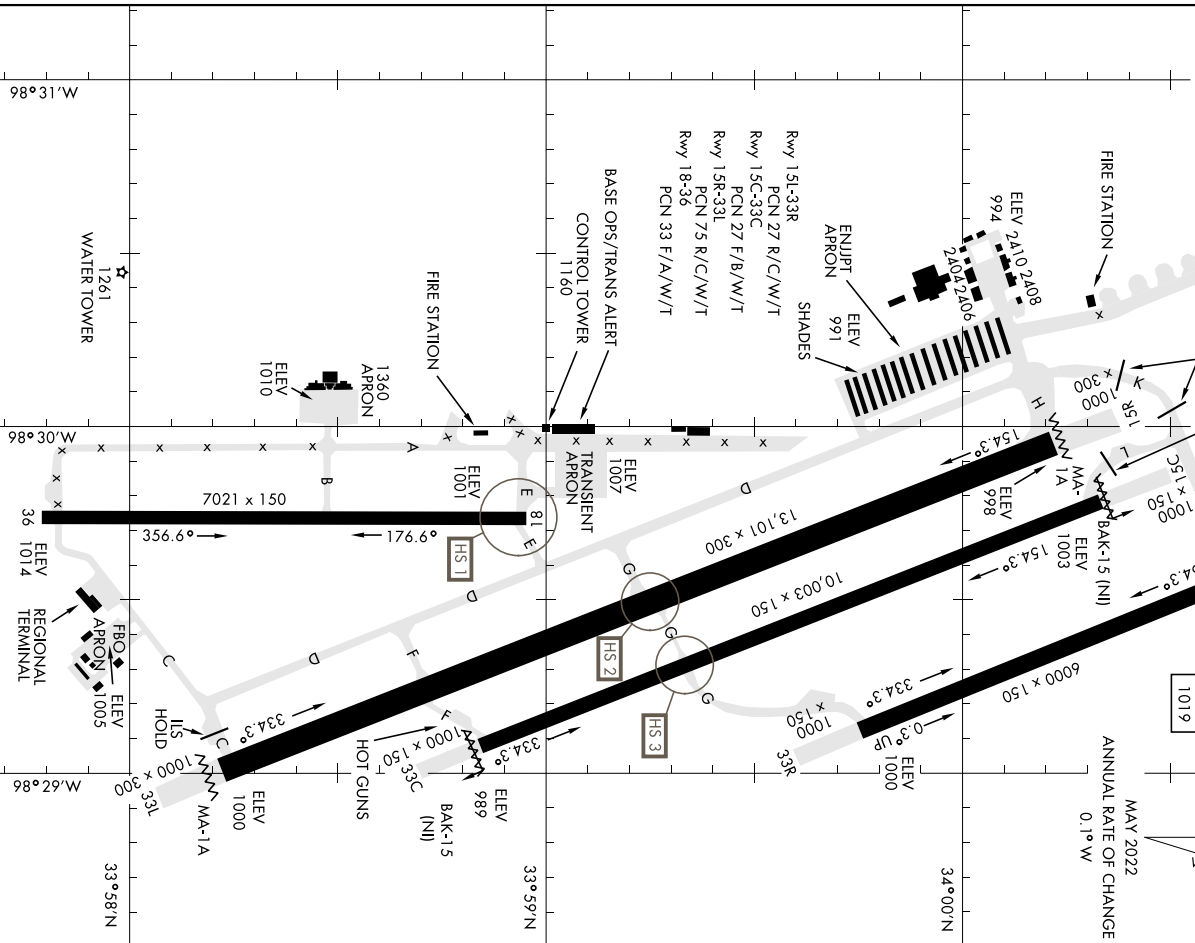 98°31'W
98°30'W
98°29'W
33°58'N
33°59'N
34°00'N
FIRE STATION
ELEV
994
2410
2408
2404
2406
ENJJPT
APRON
ELEV
991
SHADES
Rwy 15L-33R
PCN 27 R/C/W/T
Rwy 15C-33C
PCN 27 F/B/W/T
Rwy 15R-33L
PCN 75 R/C/W/T
Rwy 18-36
PCN 33 F/A/W/T
BASE OPS/TRANS ALERT
CONTROL TOWER
1160
FIRE STATION
WATER TOWER
1261
1360
APRON
ELEV
1010
ELEV
1001
TRANSIENT
APRON
ELEV
1007
A
B
E
E
18
HS 1
7021 x 150
356.6°
176.6°
36
ELEV
1014
REGIONAL
TERMINAL
FBO
APRON
ELEV
1005
C
D
D
D
C
ILS
HOLD
334.3°
1000 x 300
33L
MA-1A
ELEV
1000
HOT GUNS
F
F
1000 x 150
33C
334.3°
ELEV
989
BAK-15
(NI)
G
G
G
HS 2
HS 3
13,101 x 300
10,003 x 150
154.3°
H
K
L
1000
x 300
15R
MA-
1A
ELEV
998
15C
1000
x 150
BAK-15 (NI)
ELEV
1003
154.3°
54.3°
334.3°
6000 x 150
0.3° UP
1000
x 150
33R
ELEV
1000
1019
MAY 2022
ANNUAL RATE OF CHANGE
0.1° W